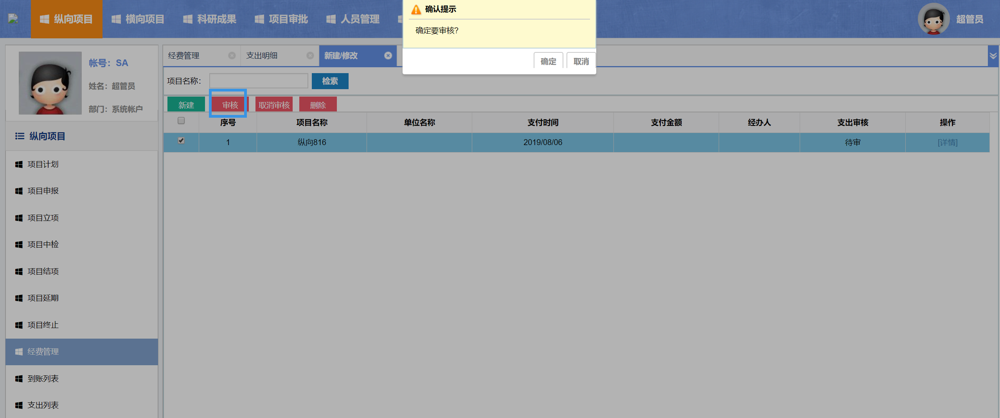 纵向项目 横向项目 科研成果 项目审批 人员管理 超管员
确认提示
确定要审核?
确定 取消
帐号：SA
姓名：超管员
部门：系统帐户
纵向项目
项目计划
项目申报
项目立项
项目中检
项目结项
项目延期
项目终止
经费管理
到账列表
支出列表
经费管理 支出明细 新建/修改
项目名称： 检索
新建 审核 取消审核 删除
序号 项目名称 单位名称 支付时间 支付金额 经办人 支出审核 操作
1 纵向816 2019/08/06 待审 [详情]